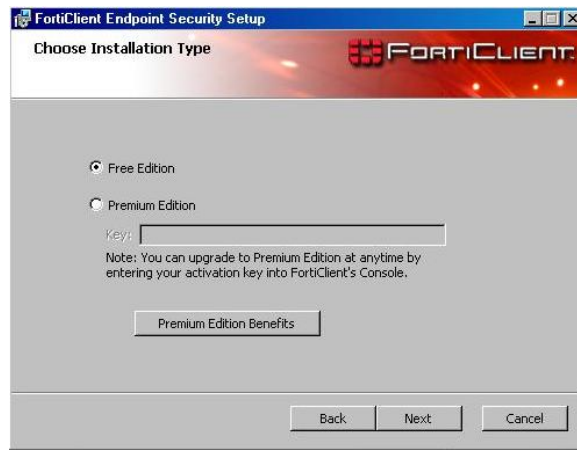 FortiClient Endpoint Security Setup
Choose Installation Type
FORTICLIENT
Free Edition
Premium Edition
Key:
Note: You can upgrade to Premium Edition at anytime by
entering your activation key into FortiClient's Console.
Premium Edition Benefits
Back Next Cancel